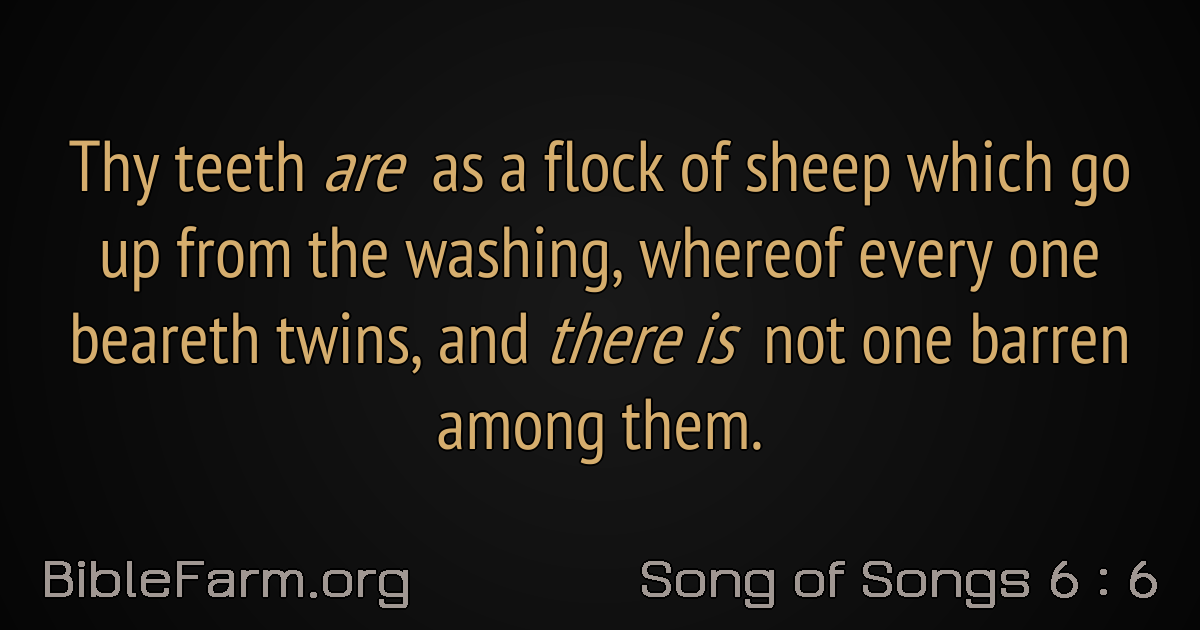 Thy teeth are as a flock of sheep which go
up from the washing, whereof every one
beareth twins, and there is not one barren
among them.
BibleFarm.org
Song of Songs 6 : 6